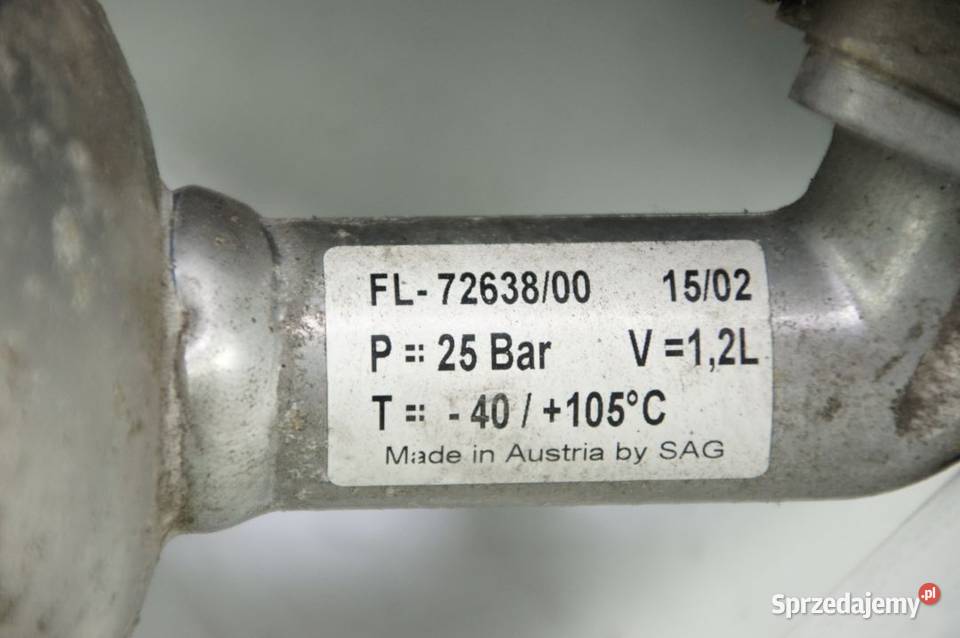 FL- 72638/00 15/02
P = 25 Bar V =1,2L
T = - 40 / +105°C
Made in Austria by SAG
Sprzedajemy.pl